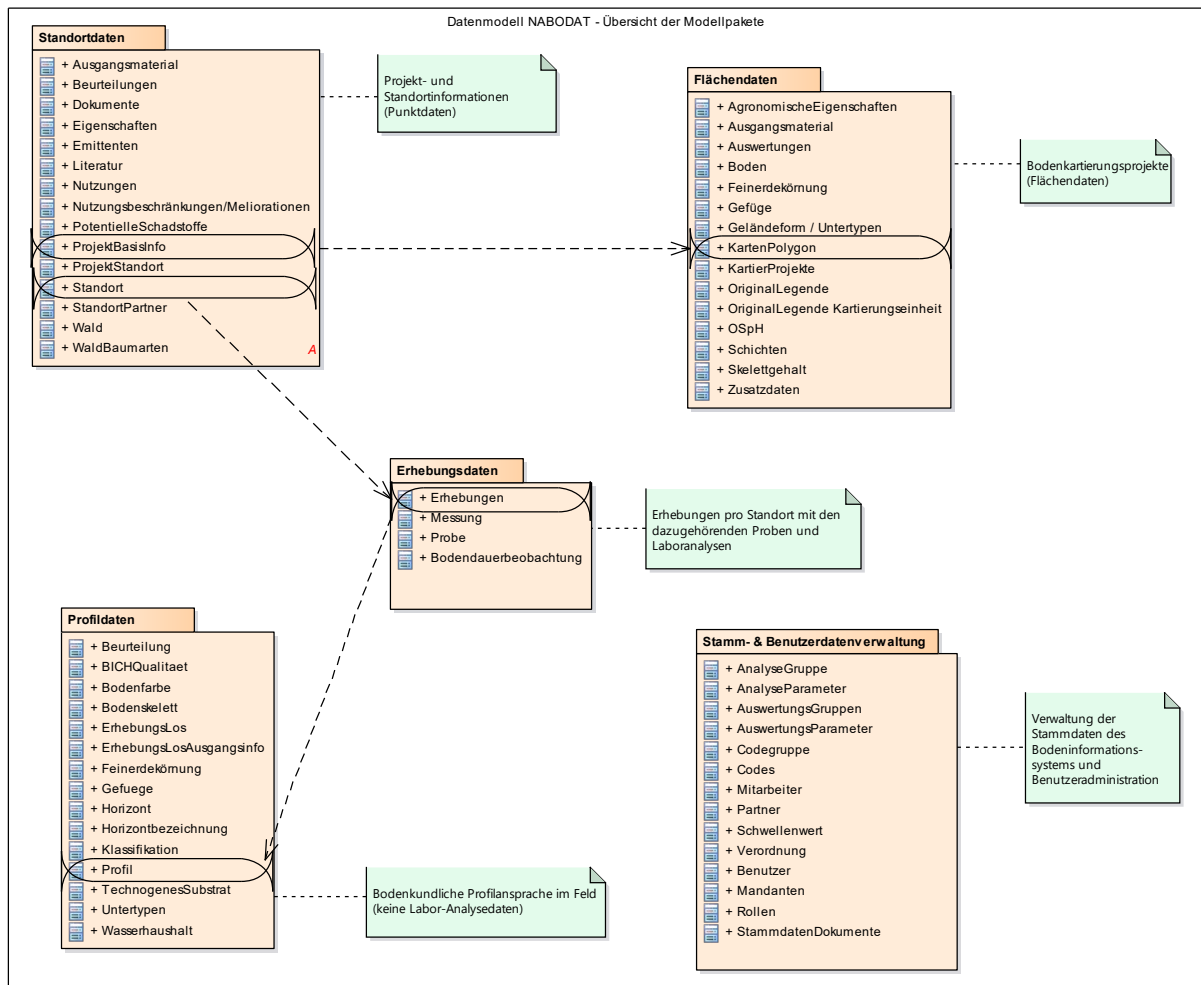 Datenmodell NABODAT - Übersicht der Modellpakete
Standortdaten
+ Ausgangsmaterial
+ Beurteilungen
+ Dokumente
+ Eigenschaften
+ Emittenten
+ Literatur
+ Nutzungen
+ Nutzungsbeschränkungen/Meliorationen
+ PotentielleSchadstoffe
+ ProjektBasisInfo
+ ProjektStandort
+ Standort
+ StandortPartner
+ Wald
+ WaldBaumarten
A
Projekt- und
Standortinformationen
(Punktdaten)
Flächendaten
+ AgronomischeEigenschaften
+ Ausgangsmaterial
+ Auswertungen
+ Boden
+ Feinerdekörnung
+ Gefüge
+ Geländeform / Untertypen
+ KartenPolygon
+ KartierProjekte
+ OriginalLegende
+ OriginalLegende Kartierungseinheit
+ OSpH
+ Schichten
+ Skelettgehalt
+ Zusatzdaten
Bodenkartierungsprojekte
(Flächendaten)
Erhebungsdaten
+ Erhebungen
+ Messung
+ Probe
+ Bodendauerbeobachtung
Erhebungen pro Standort mit den
dazugehörenden Proben und
Laboranalysen
Profildaten
+ Beurteilung
+ BICHQualitaet
+ Bodenfarbe
+ Bodenskelett
+ ErhebungsLos
+ ErhebungsLosAusgangsinfo
+ Feinerdekörnung
+ Gefuege
+ Horizont
+ Horizontbezeichnung
+ Klassifikation
+ Profil
+ TechnogenesSubstrat
+ Untertypen
+ Wasserhaushalt
Bodenkundliche Profilansprache im Feld
(keine Labor-Analysedaten)
Stamm- & Benutzerdatenverwaltung
+ AnalyseGruppe
+ AnalyseParameter
+ AuswertungsGruppen
+ AuswertungsParameter
+ Codegruppe
+ Codes
+ Mitarbeiter
+ Partner
+ Schwellenwert
+ Verordnung
+ Benutzer
+ Mandanten
+ Rollen
+ StammdatenDokumente
Verwaltung der
Stammdaten des
Bodeninformations-
systems und
Benutzeradministration